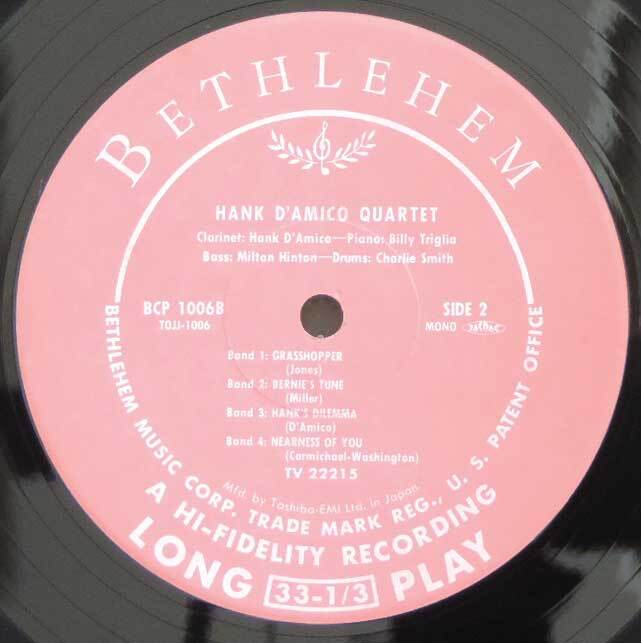 BETHLEHEM
HANK D'AMICO QUARTET
Clarinet: Hank D'Amico—Piano: Billy Triglia
Bass: Milton Hinton—Drums: Charlie Smith
BCP 1006B
TOJJ-1006
SIDE 2
MONO
Band 1: GRASSHOPPER
(Jones)
Band 2: BERNIE'S TUNE
(Miller)
Band 3: HANK'S DILEMMA
(D'Amico)
Band 4: NEARNESS OF YOU
(Carmichael-Washington)
TV 22215
Mfd. by Toshiba-EMI Ltd. in Japan
BETHLEHEM MUSIC CORP. TRADE MARK REG., U. S. PATENT OFFICE
A HI-FIDELITY RECORDING
LONG 33-1/3 PLAY